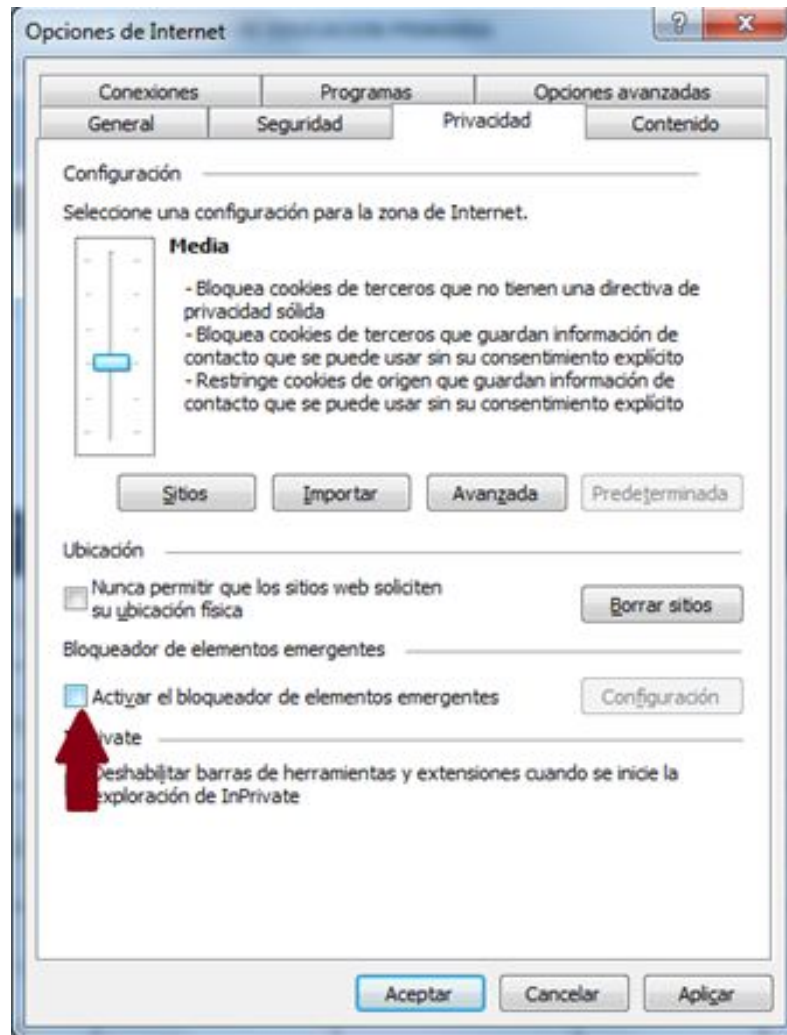 Opciones de Internet
Conexiones Programas Opciones avanzadas
General Seguridad Privacidad Contenido
Configuración
Seleccione una configuración para la zona de Internet.
Media
- Bloquea cookies de terceros que no tienen una directiva de
privacidad sólida
- Bloquea cookies de terceros que guardan información de
contacto que se puede usar sin su consentimiento explícito
- Restringe cookies de origen que guardan información de
contacto que se puede usar sin su consentimiento explícito
Sitios Importar Avanzada Predeterminada
Ubicación
Nunca permitir que los sitios web soliciten
su ubicación física
Borrar sitios
Bloqueador de elementos emergentes
Activar el bloqueador de elementos emergentes Configuración
Deshabilitar barras de herramientas y extensiones cuando se inicie la
exploración de InPrivate
Aceptar Cancelar Aplicar